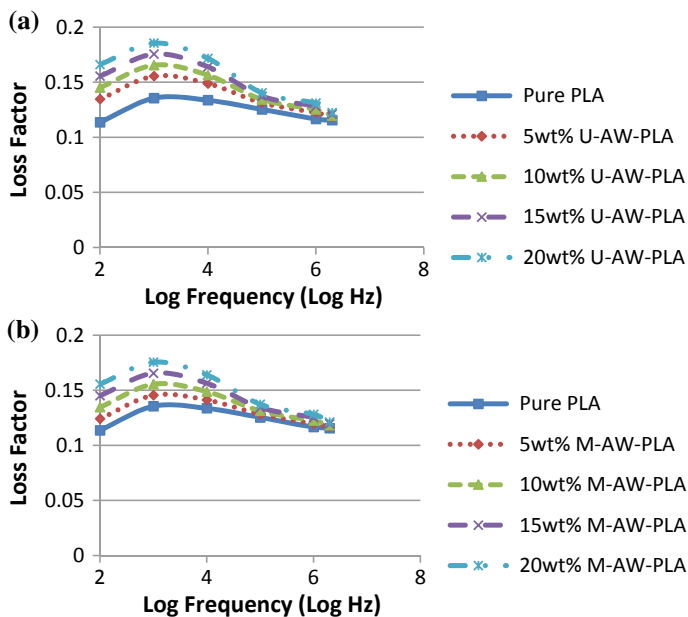 (a)
0.2
0.15
0.1
0.05
0
Loss Factor
2 4 6 8
Log Frequency (Log Hz)
Pure PLA
5wt% U-AW-PLA
10wt% U-AW-PLA
15wt% U-AW-PLA
20wt% U-AW-PLA
(b)
0.2
0.15
0.1
0.05
0
Loss Factor
2 4 6 8
Log Frequency (Log Hz)
Pure PLA
5wt% M-AW-PLA
10wt% M-AW-PLA
15wt% M-AW-PLA
20wt% M-AW-PLA